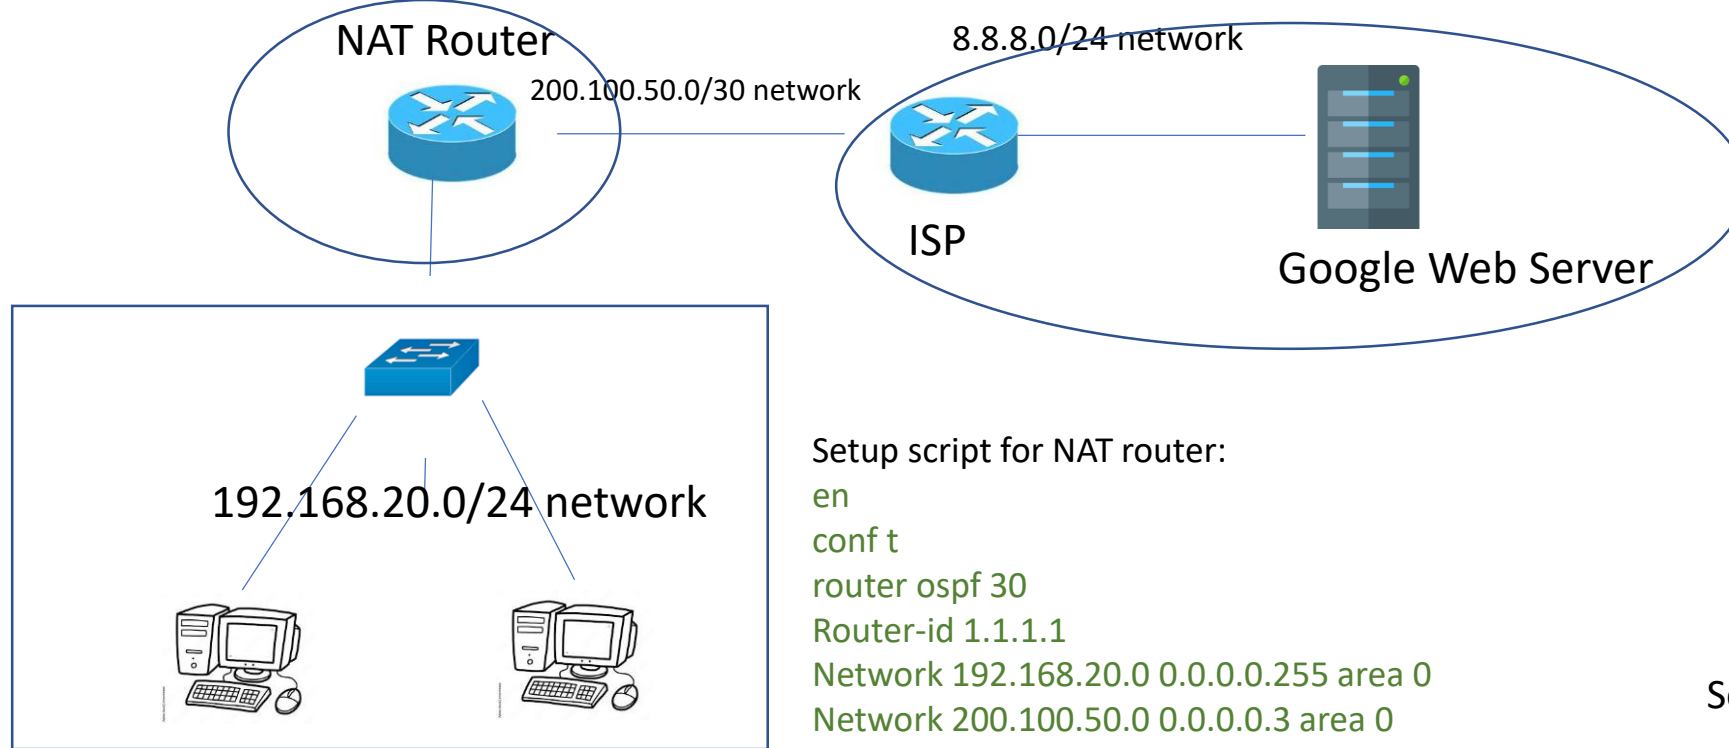 NAT Router
8.8.8.0/24 network
200.100.50.0/30 network
ISP
Google Web Server
192.168.20.0/24 network
Setup script for NAT router:
en
conf t
router ospf 30
Router-id 1.1.1.1
Network 192.168.20.0 0.0.0.0.255 area 0
Network 200.100.50.0 0.0.0.0.3 area 0